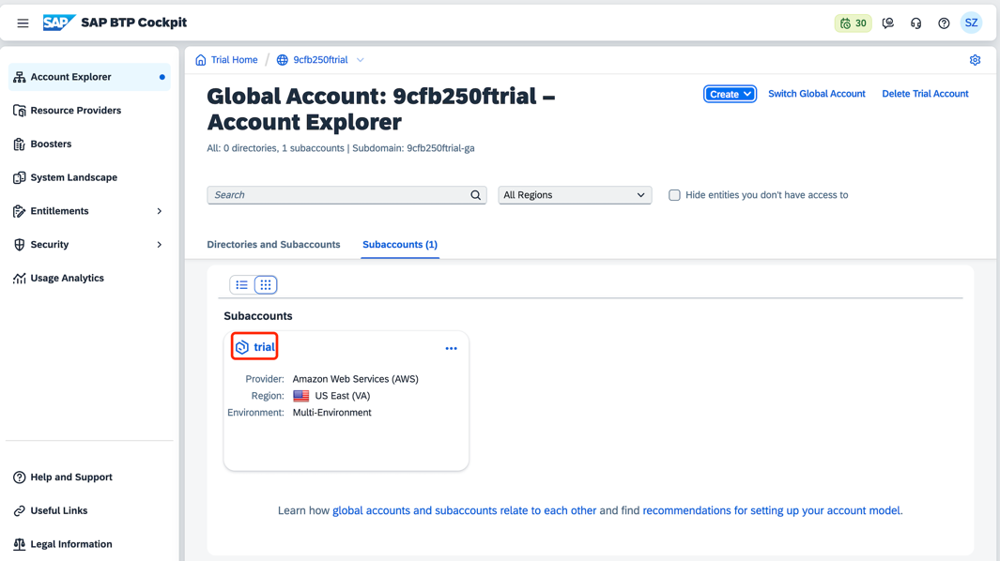 SAP SAP BTP Cockpit
30
SZ
Account Explorer
Resource Providers
Boosters
System Landscape
Entitlements
Security
Usage Analytics
Help and Support
Useful Links
Legal Information
Trial Home / 9cfb250ftrial
Global Account: 9cfb250ftrial –
Account Explorer
Create
Switch Global Account
Delete Trial Account
All: 0 directories, 1 subaccounts | Subdomain: 9cfb250ftrial-ga
Search
All Regions
Hide entities you don't have access to
Directories and Subaccounts
Subaccounts (1)
Subaccounts
trial
Provider: Amazon Web Services (AWS)
Region: US East (VA)
Environment: Multi-Environment
Learn how global accounts and subaccounts relate to each other and find recommendations for setting up your account model.